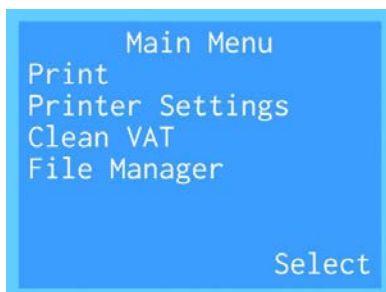 Main Menu
Print
Printer Settings
Clean VAT
File Manager
Select